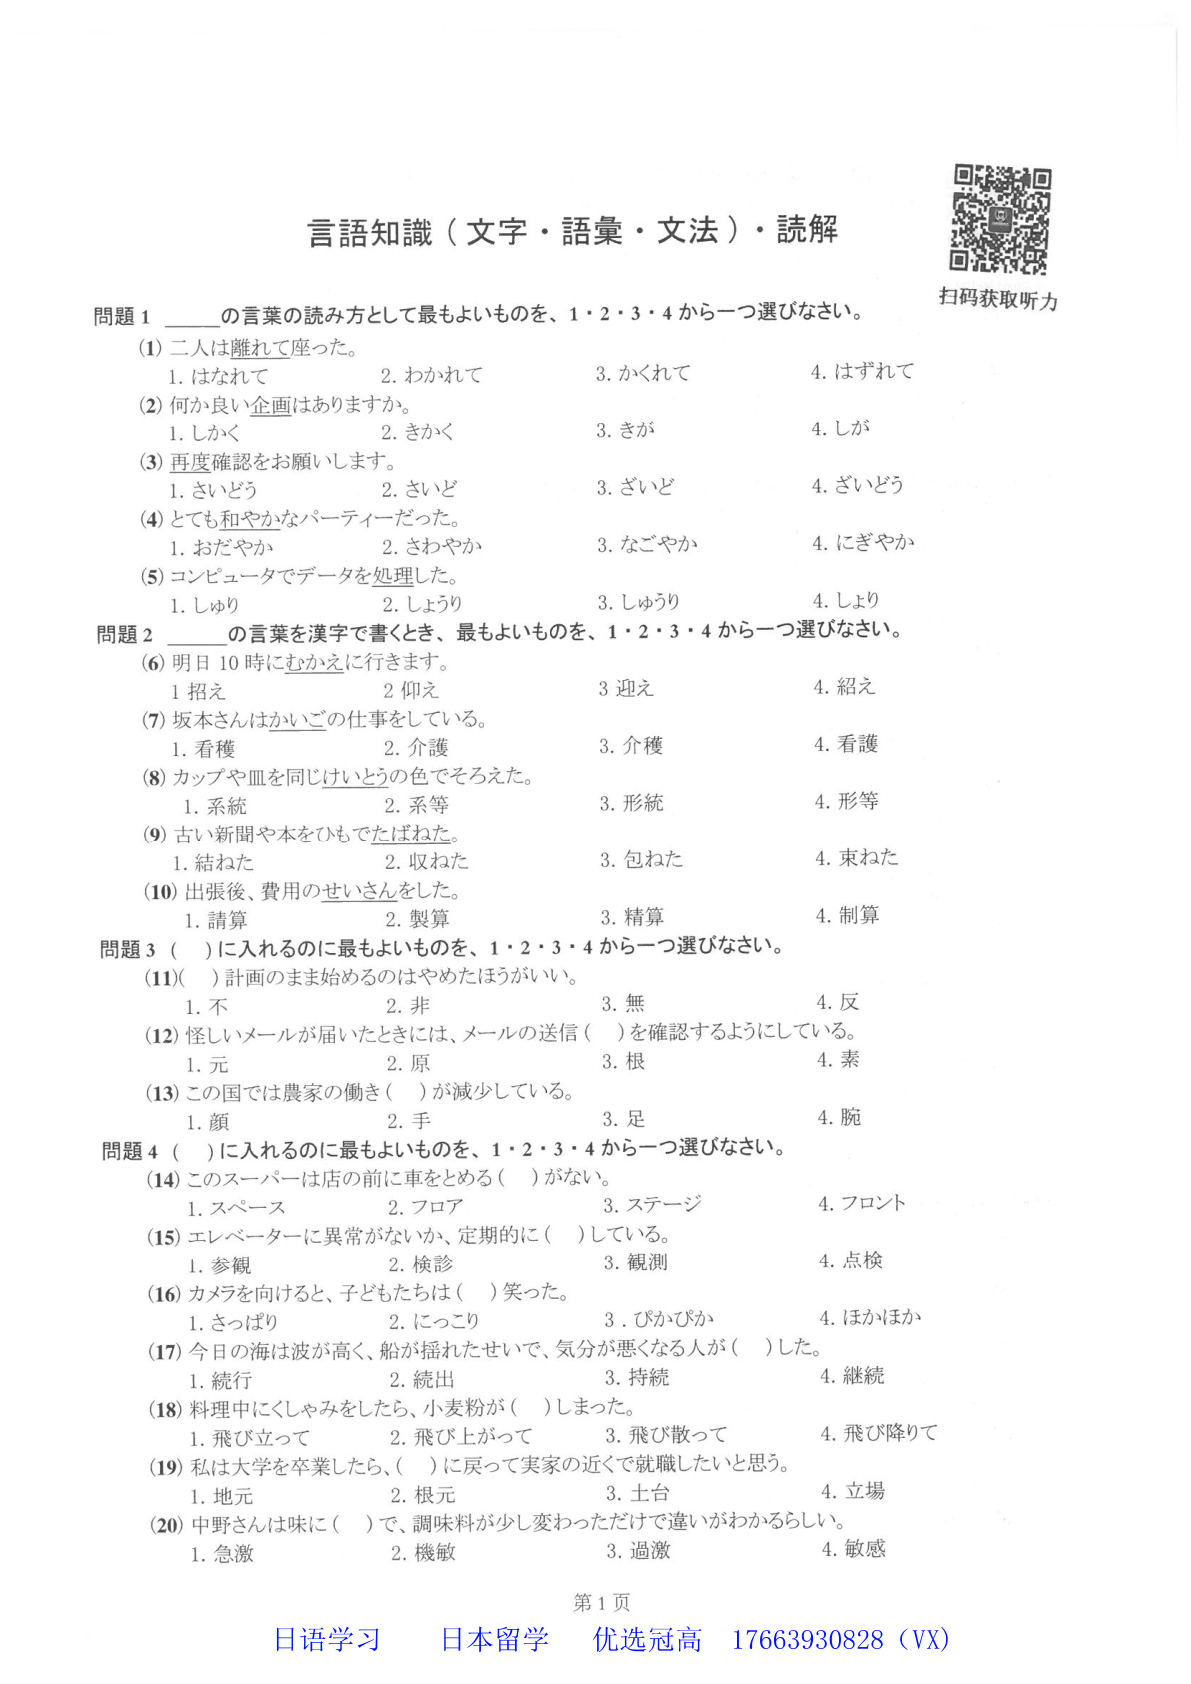 言語知識(文字・語彙・文法)・読解
扫码获取听力
問題1 _____の言葉の読み方として最もよいものを、1・2・3・4から一つ選びなさい。
(1) 二人は離れて座った。
1. はなれて 2. わかれて 3. かくれて 4. はずれて
(2) 何か良い企画はありますか。
1. しかく 2. きかく 3. きが 4. しが
(3) 再度確認をお願いします。
1. さいどう 2. さいど 3. ざいど 4. ざいどう
(4) とても和やかなパーティーだった。
1. おだやか 2. さわやか 3. なごやか 4. にぎやか
(5) コンピュータでデータを処理した。
1. しゅり 2. しょうり 3. しゅうり 4. しょり
問題2 _____の言葉を漢字で書くとき、最もよいものを、1・2・3・4から一つ選びなさい。
(6) 明日10時にむかえに行きます。
1 招え 2 仰え 3 迎え 4. 紹え
(7) 坂本さんはかいごの仕事をしている。
1. 看穫 2. 介護 3. 介穫 4. 看護
(8) カップや皿を同じけいとうの色でそろえた。
1. 系統 2. 系等 3. 形統 4. 形等
(9) 古い新聞や本をひもでたばねた。
1. 結ねた 2. 収ねた 3. 包ねた 4. 束ねた
(10) 出張後、費用のせいさんをした。
1. 請算 2. 製算 3. 精算 4. 制算
問題3 ( )に入れるのに最もよいものを、1・2・3・4から一つ選びなさい。
(11)( )計画のまま始めるのはやめたほうがいい。
1. 不 2. 非 3. 無 4. 反
(12) 怪しいメールが届いたときには、メールの送信( )を確認するようにしている。
1. 元 2. 原 3. 根 4. 素
(13) この国では農家の働き( )が減少している。
1. 顔 2. 手 3. 足 4. 腕
問題4 ( )に入れるのに最もよいものを、1・2・3・4から一つ選びなさい。
(14) このスーパーは店の前に車をとめる( )がない。
1. スペース 2. フロア 3. ステージ 4. フロント
(15) エレベーターに異常がないか、定期的に( )している。
1. 参観 2. 検診 3. 観測 4. 点検
(16) カメラを向けると、子どもたちは( )笑った。
1. さっぱり 2. にっこり 3 . ぴかぴか 4. ほかほか
(17) 今日の海は波が高く、船が揺れたせいで、気分が悪くなる人が( )した。
1. 続行 2. 続出 3. 持続 4. 継続
(18) 料理中にくしゃみをしたら、小麦粉が( )しまった。
1. 飛び立って 2. 飛び上がって 3. 飛び散って 4. 飛び降りて
(19) 私は大学を卒業したら、( )に戻って実家の近くで就職したいと思う。
1. 地元 2. 根元 3. 土台 4. 立場
(20) 中野さんは味に( )で、調味料が少し変わっただけで違いがわかるらしい。
1. 急激 2. 機敏 3. 過激 4. 敏感
第 1 页
日语学习 日本留学 优选冠高 17663930828（VX)